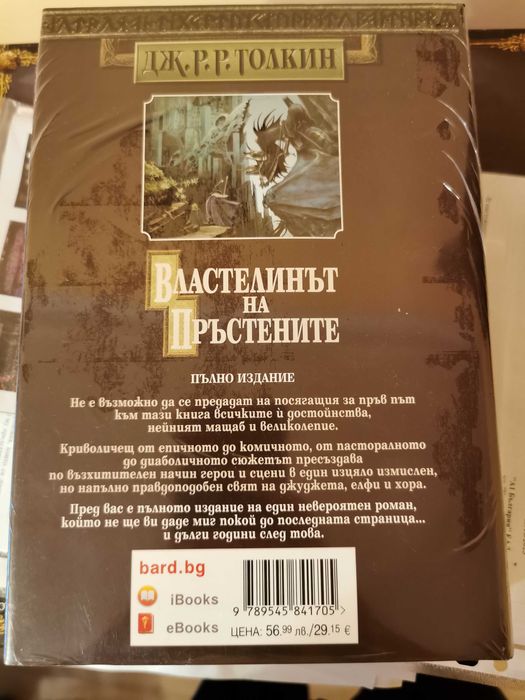 ДЖ. Р. Р. ТОЛКИН
ВЛАСТЕЛИНЪТ
НА
ПРЪСТЕНИТЕ
ПЪЛНО ИЗДАНИЕ
Не е възможно да се предадат на посягащия за пръв път
към тази книга всичките ѝ достойнства,
нейният мащаб и великолепие.
Криволичещ от епичното до комичното, от пасторалното
до диаболичното сюжетът пресъздава
по възхитителен начин герои и сцени в един изцяло измислен,
но напълно правдоподобен свят на джуджета, елфи и хора.
Пред вас е пълното издание на един невероятен роман,
който не ще ви даде миг покой до последната страница...
и дълги години след това.
bard.bg
iBooks
eBooks
9 789545 841705 >
ЦЕНА: 56.99 лв./29.15 €